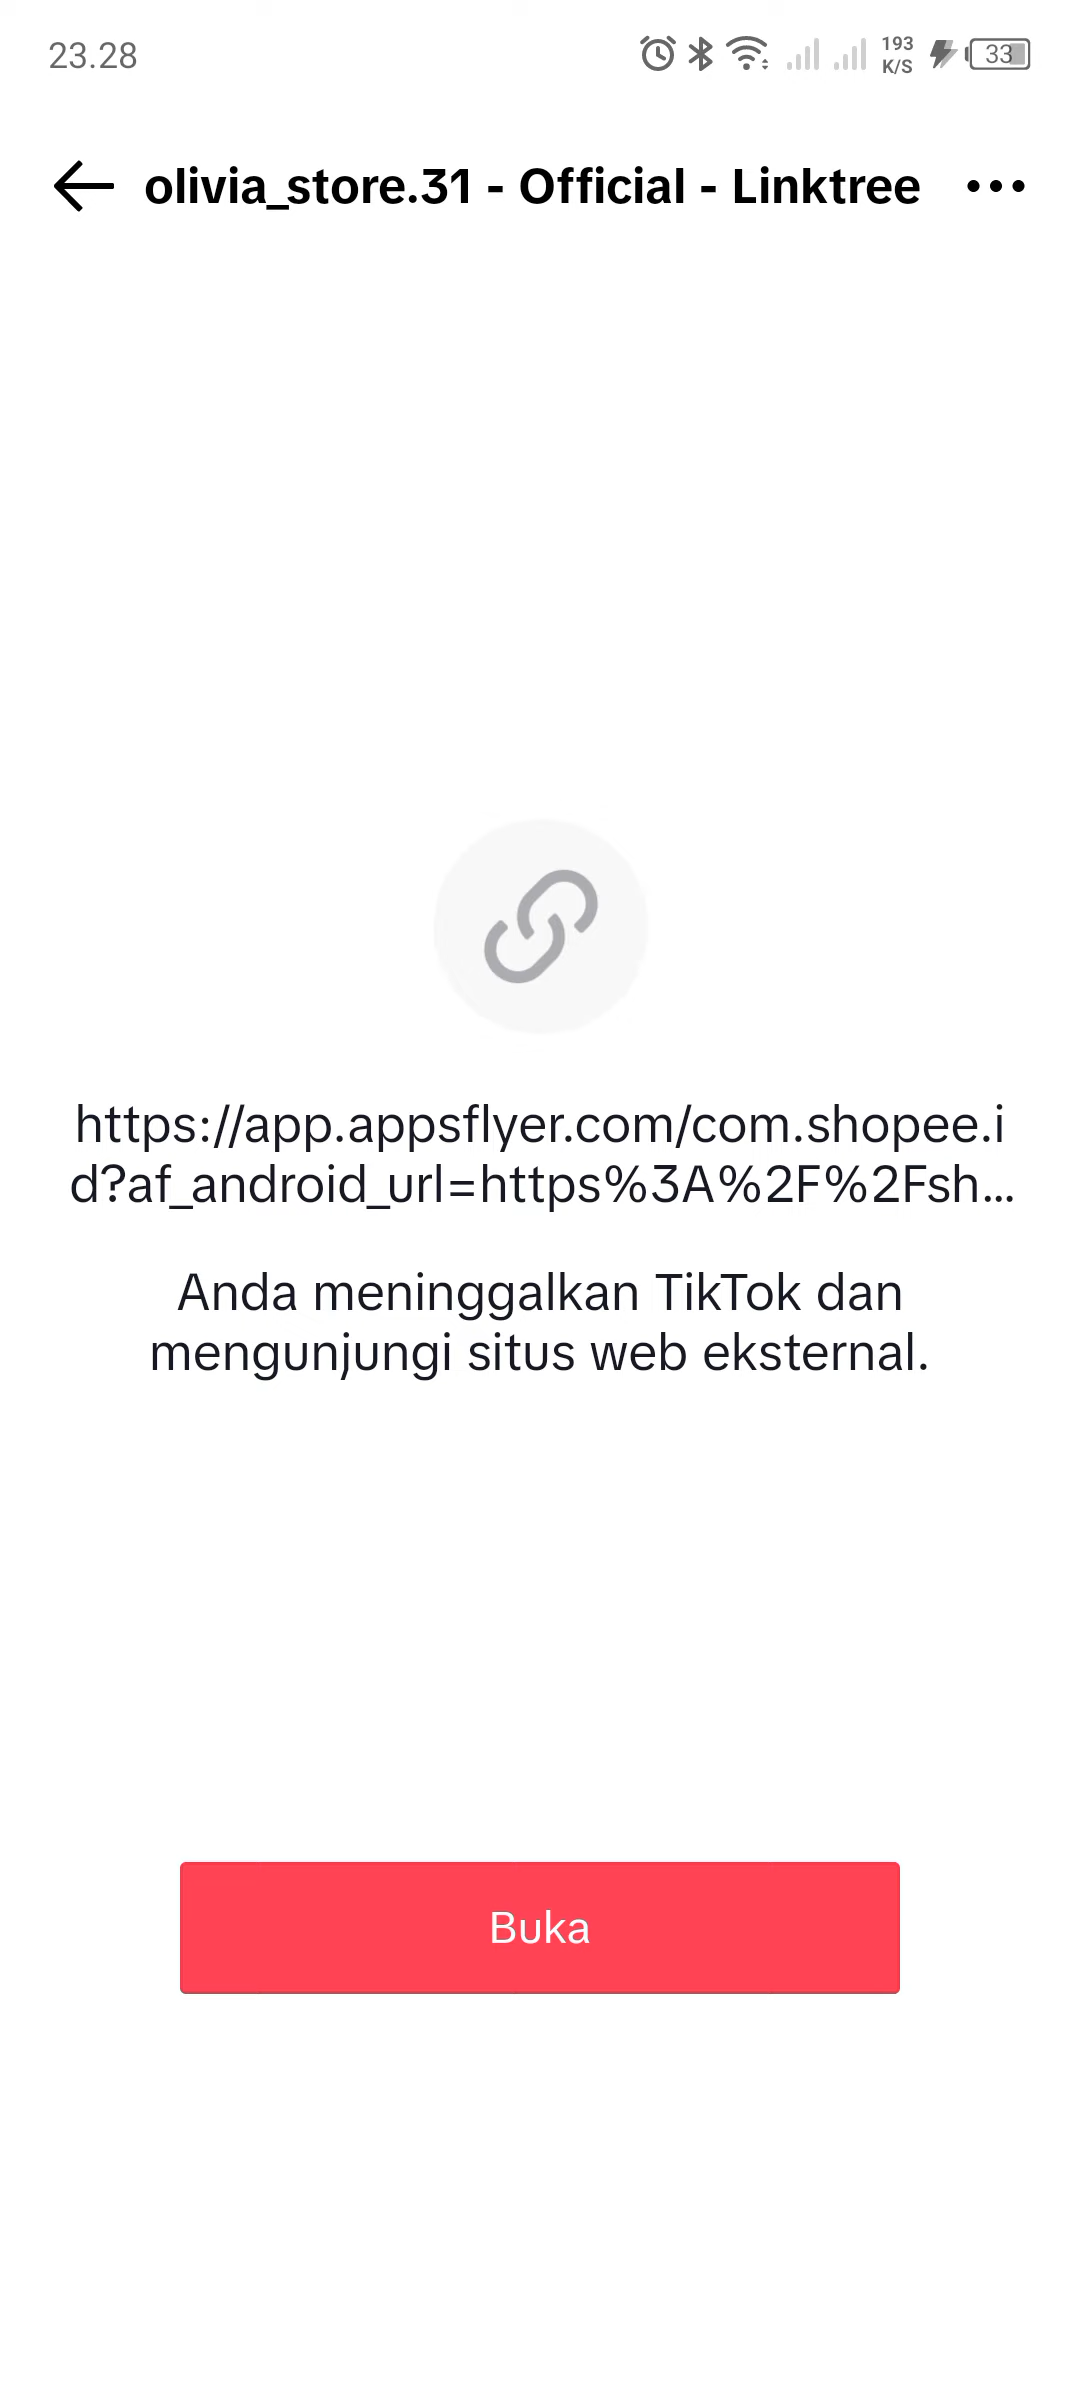 23.28
193
K/S
33
olivia_store.31 - Official - Linktree
https://app.appsflyer.com/com.shopee.i
d?af_android_url=https%3A%2F%2Fsh...
Anda meninggalkan TikTok dan
mengunjungi situs web eksternal.
Buka